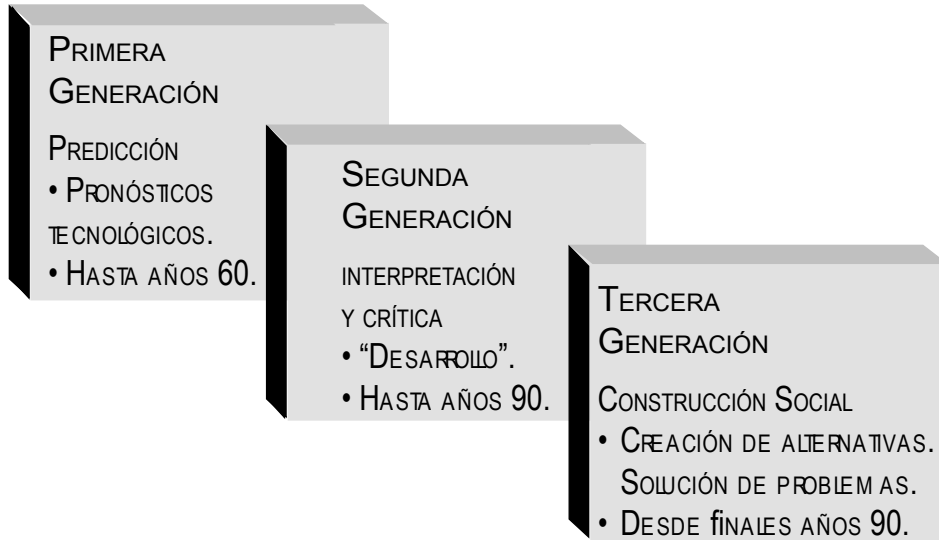 PRIMERA
GENERACIÓN
PREDICCIÓN
• PRONÓSTICOS
TECNOLÓGICOS.
• HASTA AÑOS 60.
SEGUNDA
GENERACIÓN
INTERPRETACIÓN
Y CRÍTICA
• “DESARROLLO”.
• HASTA AÑOS 90.
TERCERA
GENERACIÓN
CONSTRUCCIÓN SOCIAL
• CREACIÓN DE ALTERNATIVAS.
SOLUCIÓN DE PROBLEMAS.
• DESDE finALES AÑOS 90.